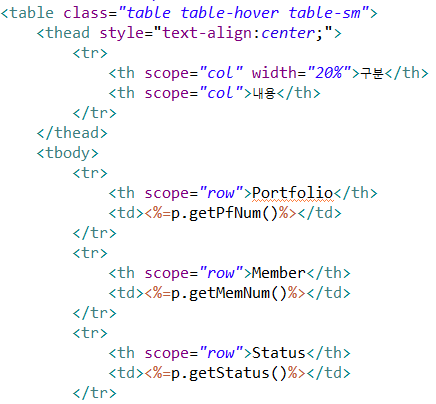 <table class="table table-hover table-sm">
    <thead style="text-align:center;">
        <tr>
            <th scope="col" width="20%">구분</th>
            <th scope="col">내용</th>
        </tr>
    </thead>
    <tbody>
        <tr>
            <th scope="row">Portfolio</th>
            <td><%=p.getPfNum()%></td>
        </tr>
        <tr>
            <th scope="row">Member</th>
            <td><%=p.getMemNum()%></td>
        </tr>
        <tr>
            <th scope="row">Status</th>
            <td><%=p.getStatus()%></td>
        </tr>